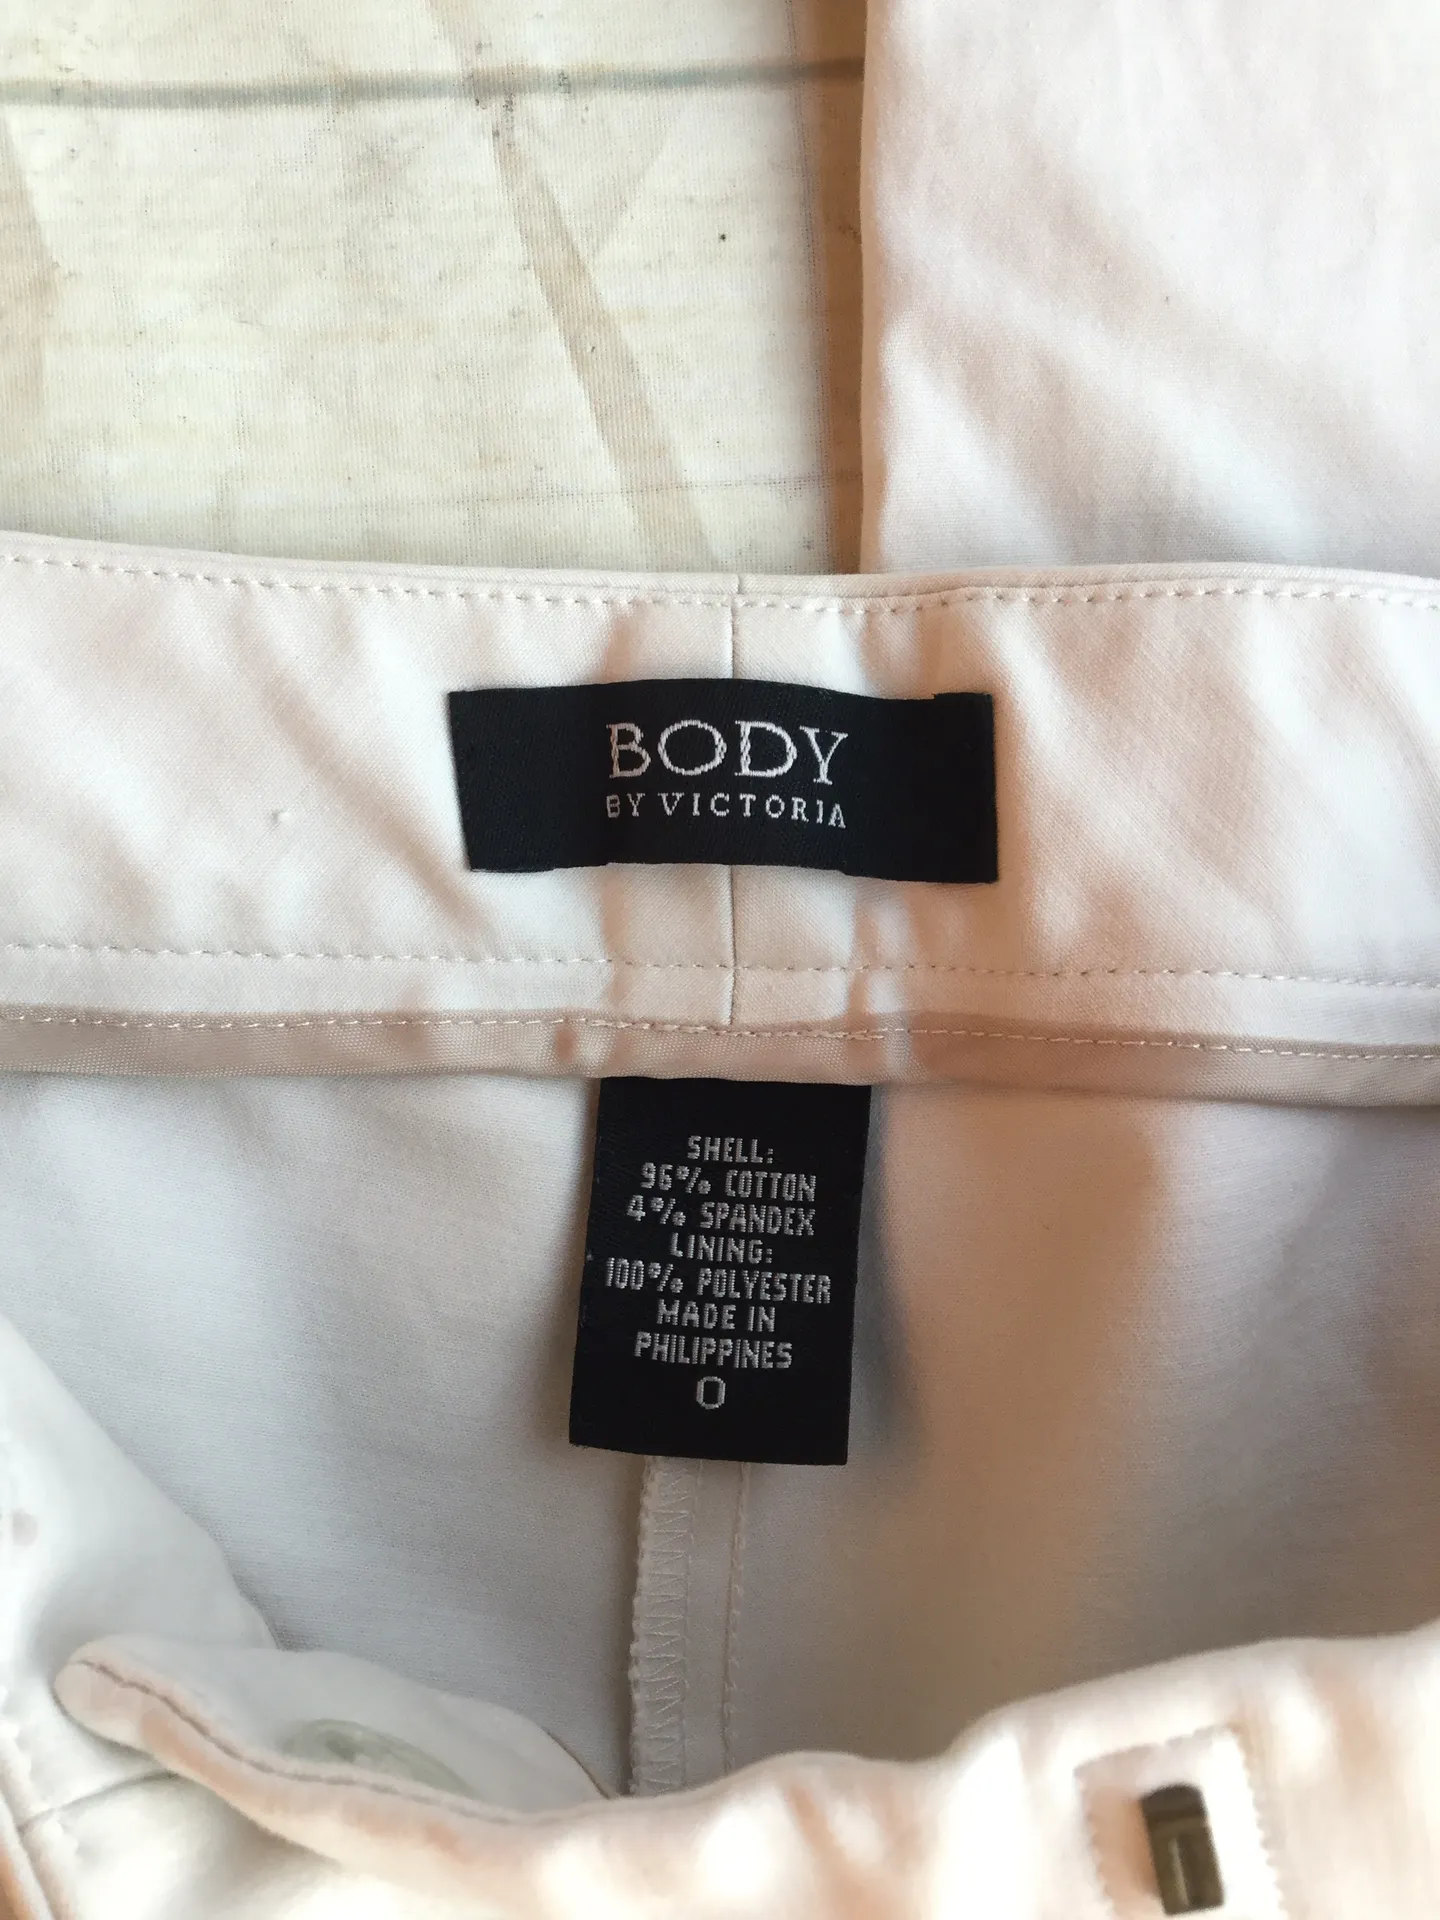 BODY
BY VICTORIA
SHELL:
96% COTTON
4% SPANDEX
LINING:
100% POLYESTER
MADE IN
PHILIPPINES
0